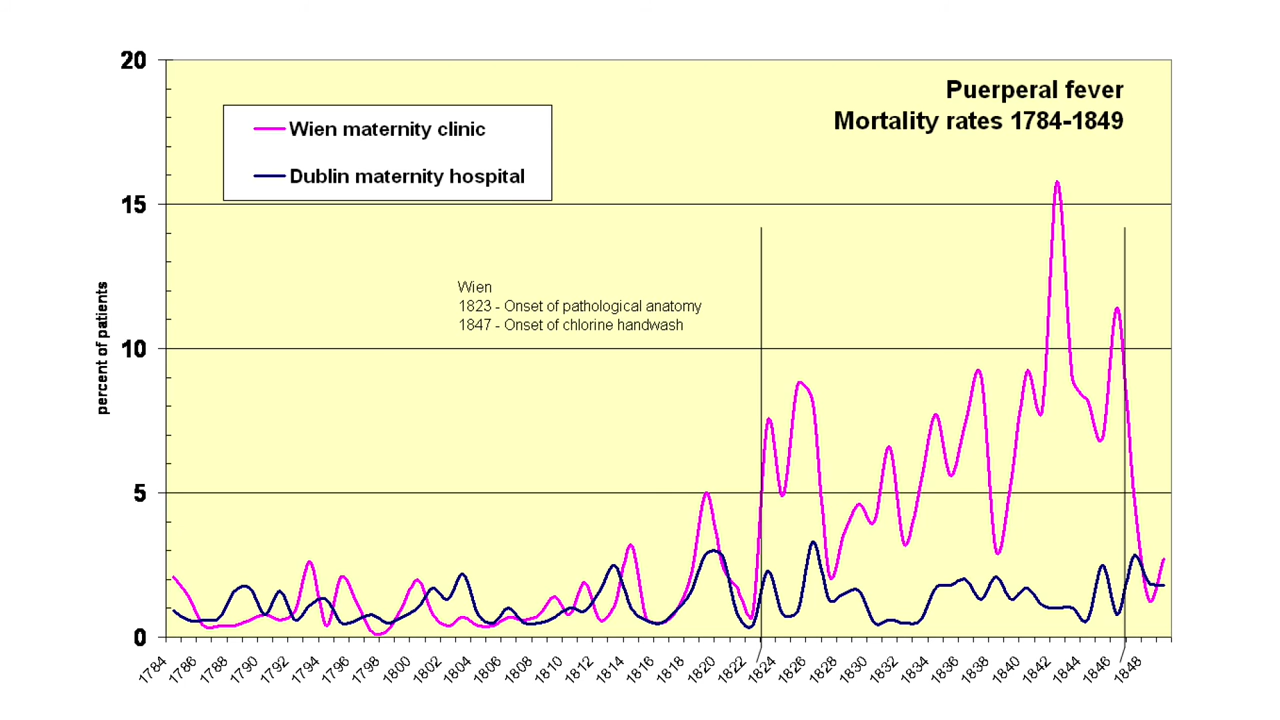 20
Puerperal fever
Mortality rates 1784-1849
Wien maternity clinic
Dublin maternity hospital
15
Wien
1823 - Onset of pathological anatomy
1847 - Onset of chlorine handwash
percent of patients
10
5
0
1784 1786 1788 1790 1792 1794 1796 1798 1800 1802 1804 1806 1808 1810 1812 1814 1816 1818 1820 1822 1824 1826 1828 1830 1832 1834 1836 1838 1840 1842 1844 1846 1848